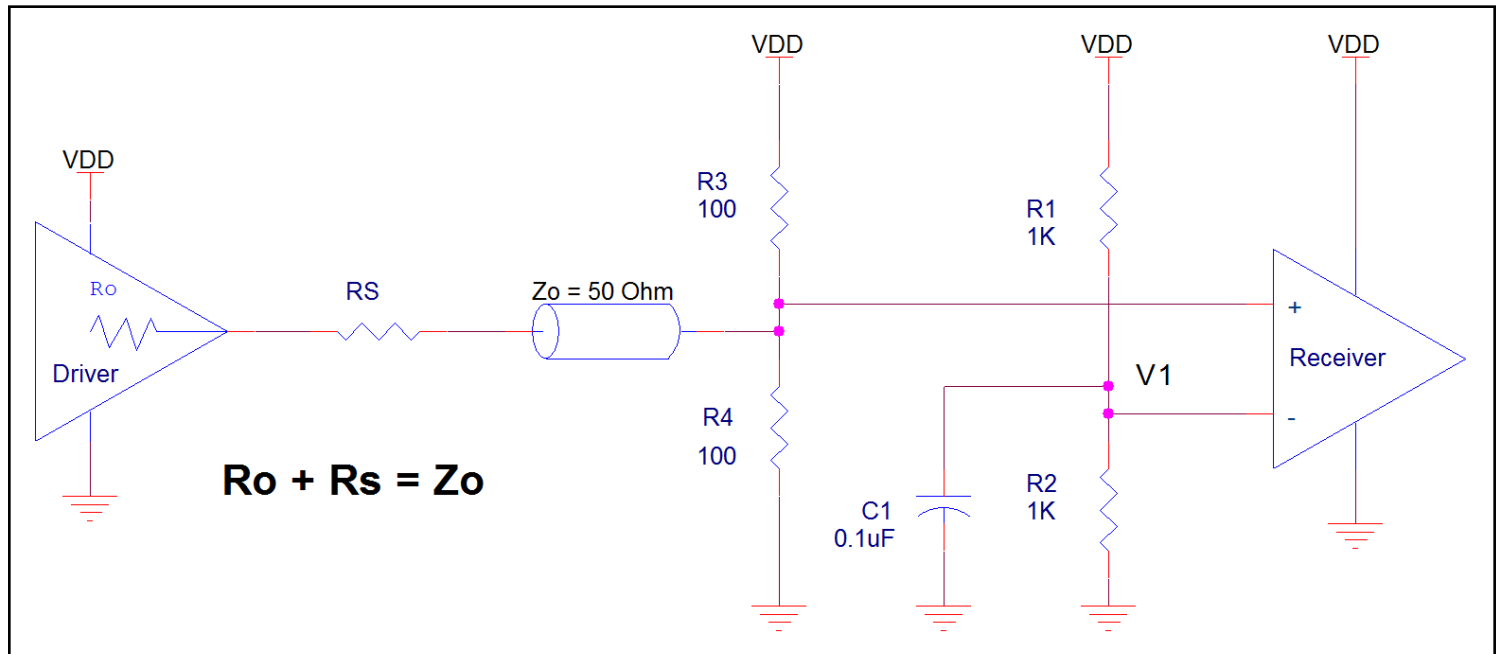 VDD
VDD
VDD
VDD
R3
100
R1
1K
Ro
RS
Zo = 50 Ohm
+
Driver
Receiver
V1
-
R4
100
Ro + Rs = Zo
R2
1K
C1
0.1uF